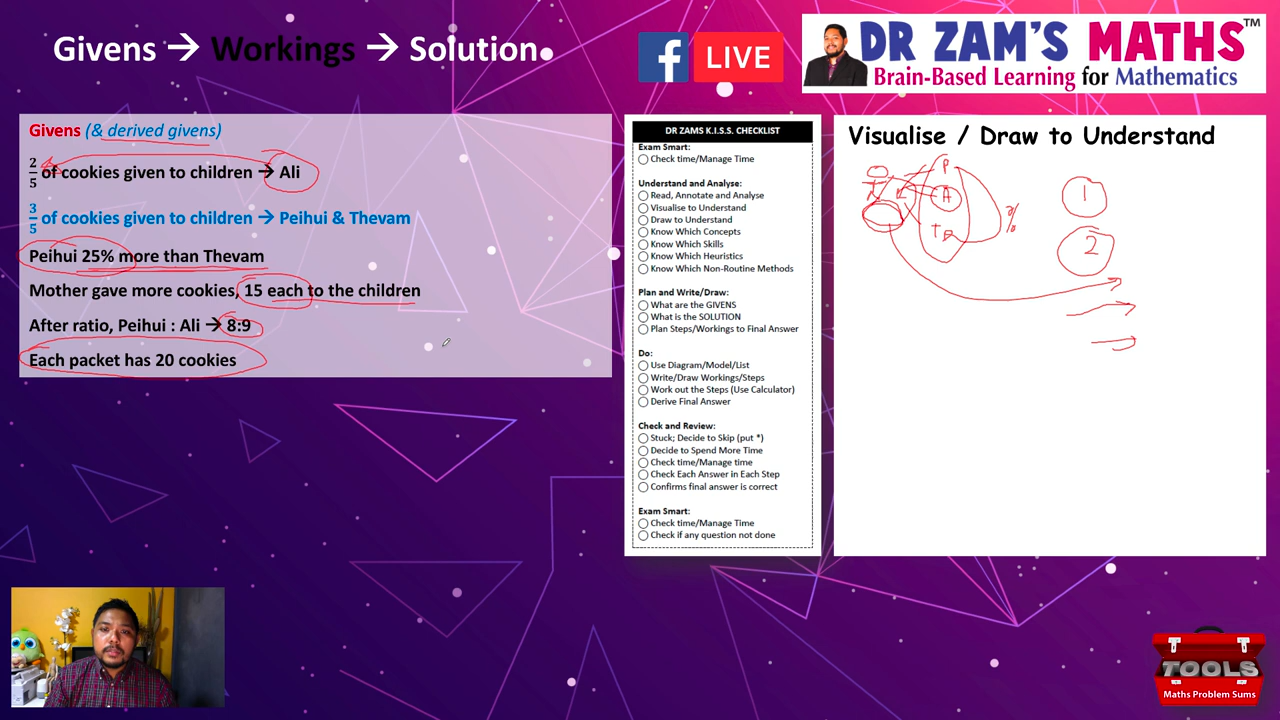 Givens → Workings → Solution
f LIVE
DR ZAM'S MATHS™
Brain-Based Learning for Mathematics
Givens (& derived givens)
2/5 of cookies given to children → Ali
3/5 of cookies given to children → Peihui & Thevam
Peihui 25% more than Thevam
Mother gave more cookies, 15 each to the children
After ratio, Peihui : Ali → 8:9
Each packet has 20 cookies
DR ZAMS K.I.S.S. CHECKLIST
Exam Smart:
Check time/Manage Time
Understand and Analyse:
Read, Annotate and Analyse
Visualise to Understand
Draw to Understand
Know Which Concepts
Know Which Skills
Know Which Heuristics
Know Which Non-Routine Methods
Plan and Write/Draw:
What are the GIVENS
What is the SOLUTION
Plan Steps/Workings to Final Answer
Do:
Use Diagram/Model/List
Write/Draw Workings/Steps
Work out the Steps (Use Calculator)
Derive Final Answer
Check and Review:
Stuck; Decide to Skip (put *)
Decide to Spend More Time
Check time/Manage time
Check Each Answer in Each Step
Confirms final answer is correct
Exam Smart:
Check time/Manage Time
Check if any question not done
Visualise / Draw to Understand
P
A
T
%
1
2
TOOLS
Maths Problem Sums